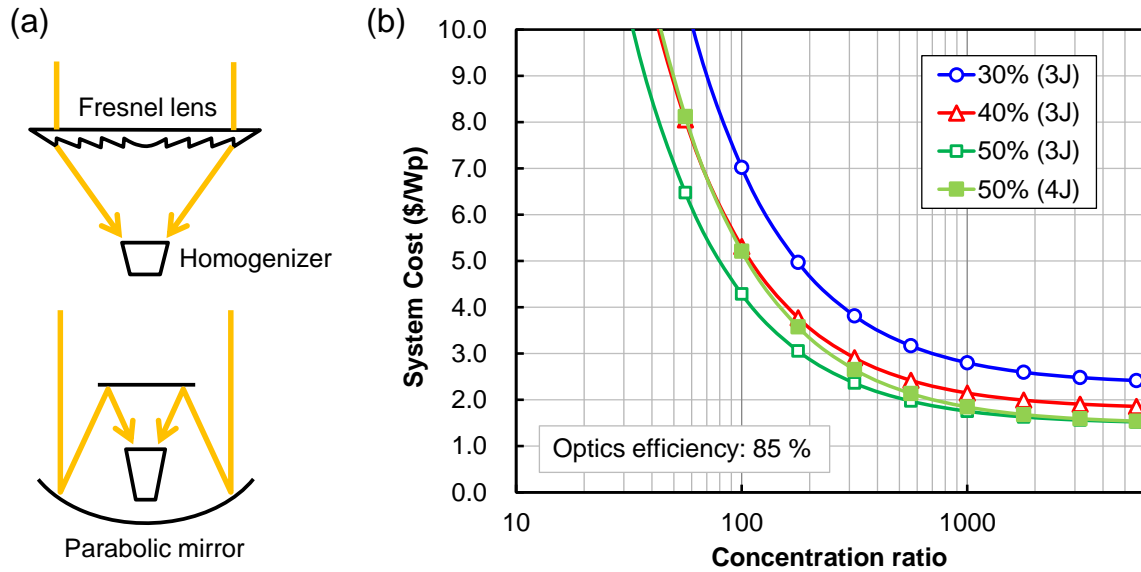 (a)
Fresnel lens
Homogenizer
Parabolic mirror
(b)
System Cost ($/Wp)
10.0
9.0
8.0
7.0
6.0
5.0
4.0
3.0
2.0
1.0
0.0
30% (3J)
40% (3J)
50% (3J)
50% (4J)
Optics efficiency: 85 %
10
100
1000
Concentration ratio